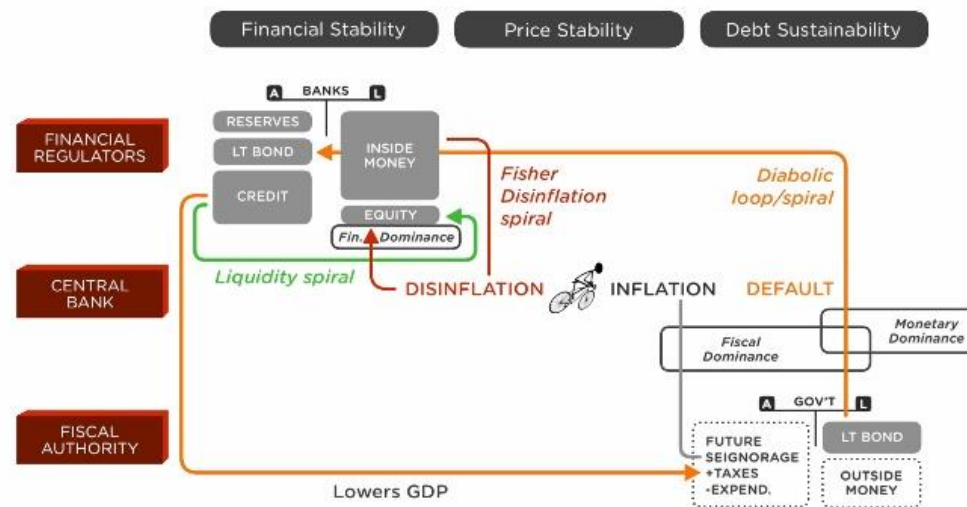 Financial Stability
Price Stability
Debt Sustainability
A BANKS L
FINANCIAL
REGULATORS
RESERVES
LT BOND
CREDIT
INSIDE
MONEY
EQUITY
Fin. Dominance
Fisher
Disinflation
spiral
Diabolic
loop/spiral
Liquidity spiral
CENTRAL
BANK
DISINFLATION
INFLATION
DEFAULT
Monetary
Dominance
Fiscal
Dominance
A GOV'T L
FISCAL
AUTHORITY
FUTURE
SEIGNORAGE
+TAXES
-EXPEND.
LT BOND
OUTSIDE
MONEY
Lowers GDP